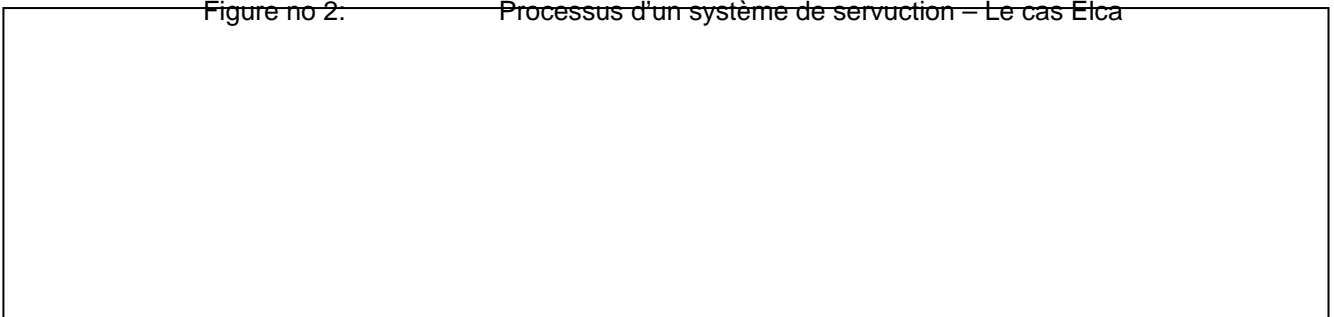 Figure no 2: Processus d'un système de servuction – Le cas Elca